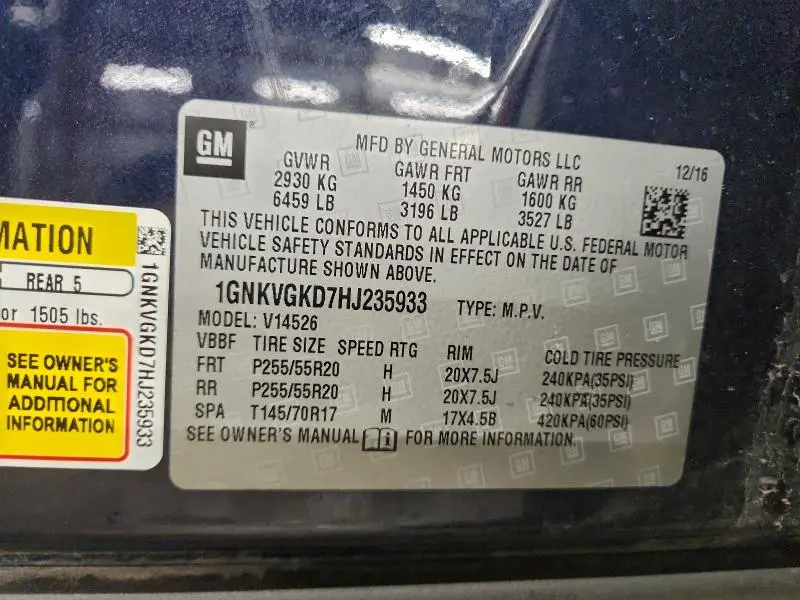 GM
MFD BY GENERAL MOTORS LLC
12/16
GVWR GAWR FRT GAWR RR
2930 KG 1450 KG 1600 KG
6459 LB 3196 LB 3527 LB
THIS VEHICLE CONFORMS TO ALL APPLICABLE U.S. FEDERAL MOTOR
VEHICLE SAFETY STANDARDS IN EFFECT ON THE DATE OF
MANUFACTURE SHOWN ABOVE.
1GNKVGKD7HJ235933 TYPE: M.P.V.
MODEL: V14526
VBBF TIRE SIZE SPEED RTG RIM COLD TIRE PRESSURE
FRT P255/55R20 H 20X7.5J 240KPA(35PSI)
RR P255/55R20 H 20X7.5J 240KPA(35PSI)
SPA T145/70R17 M 17X4.5B 420KPA(60PSI)
SEE OWNER'S MANUAL FOR MORE INFORMATION.
MATION
REAR 5
or 1505 lbs.
SEE OWNER'S
MANUAL FOR
ADDITIONAL
INFORMATION
1GNKVGKD7HJ235933